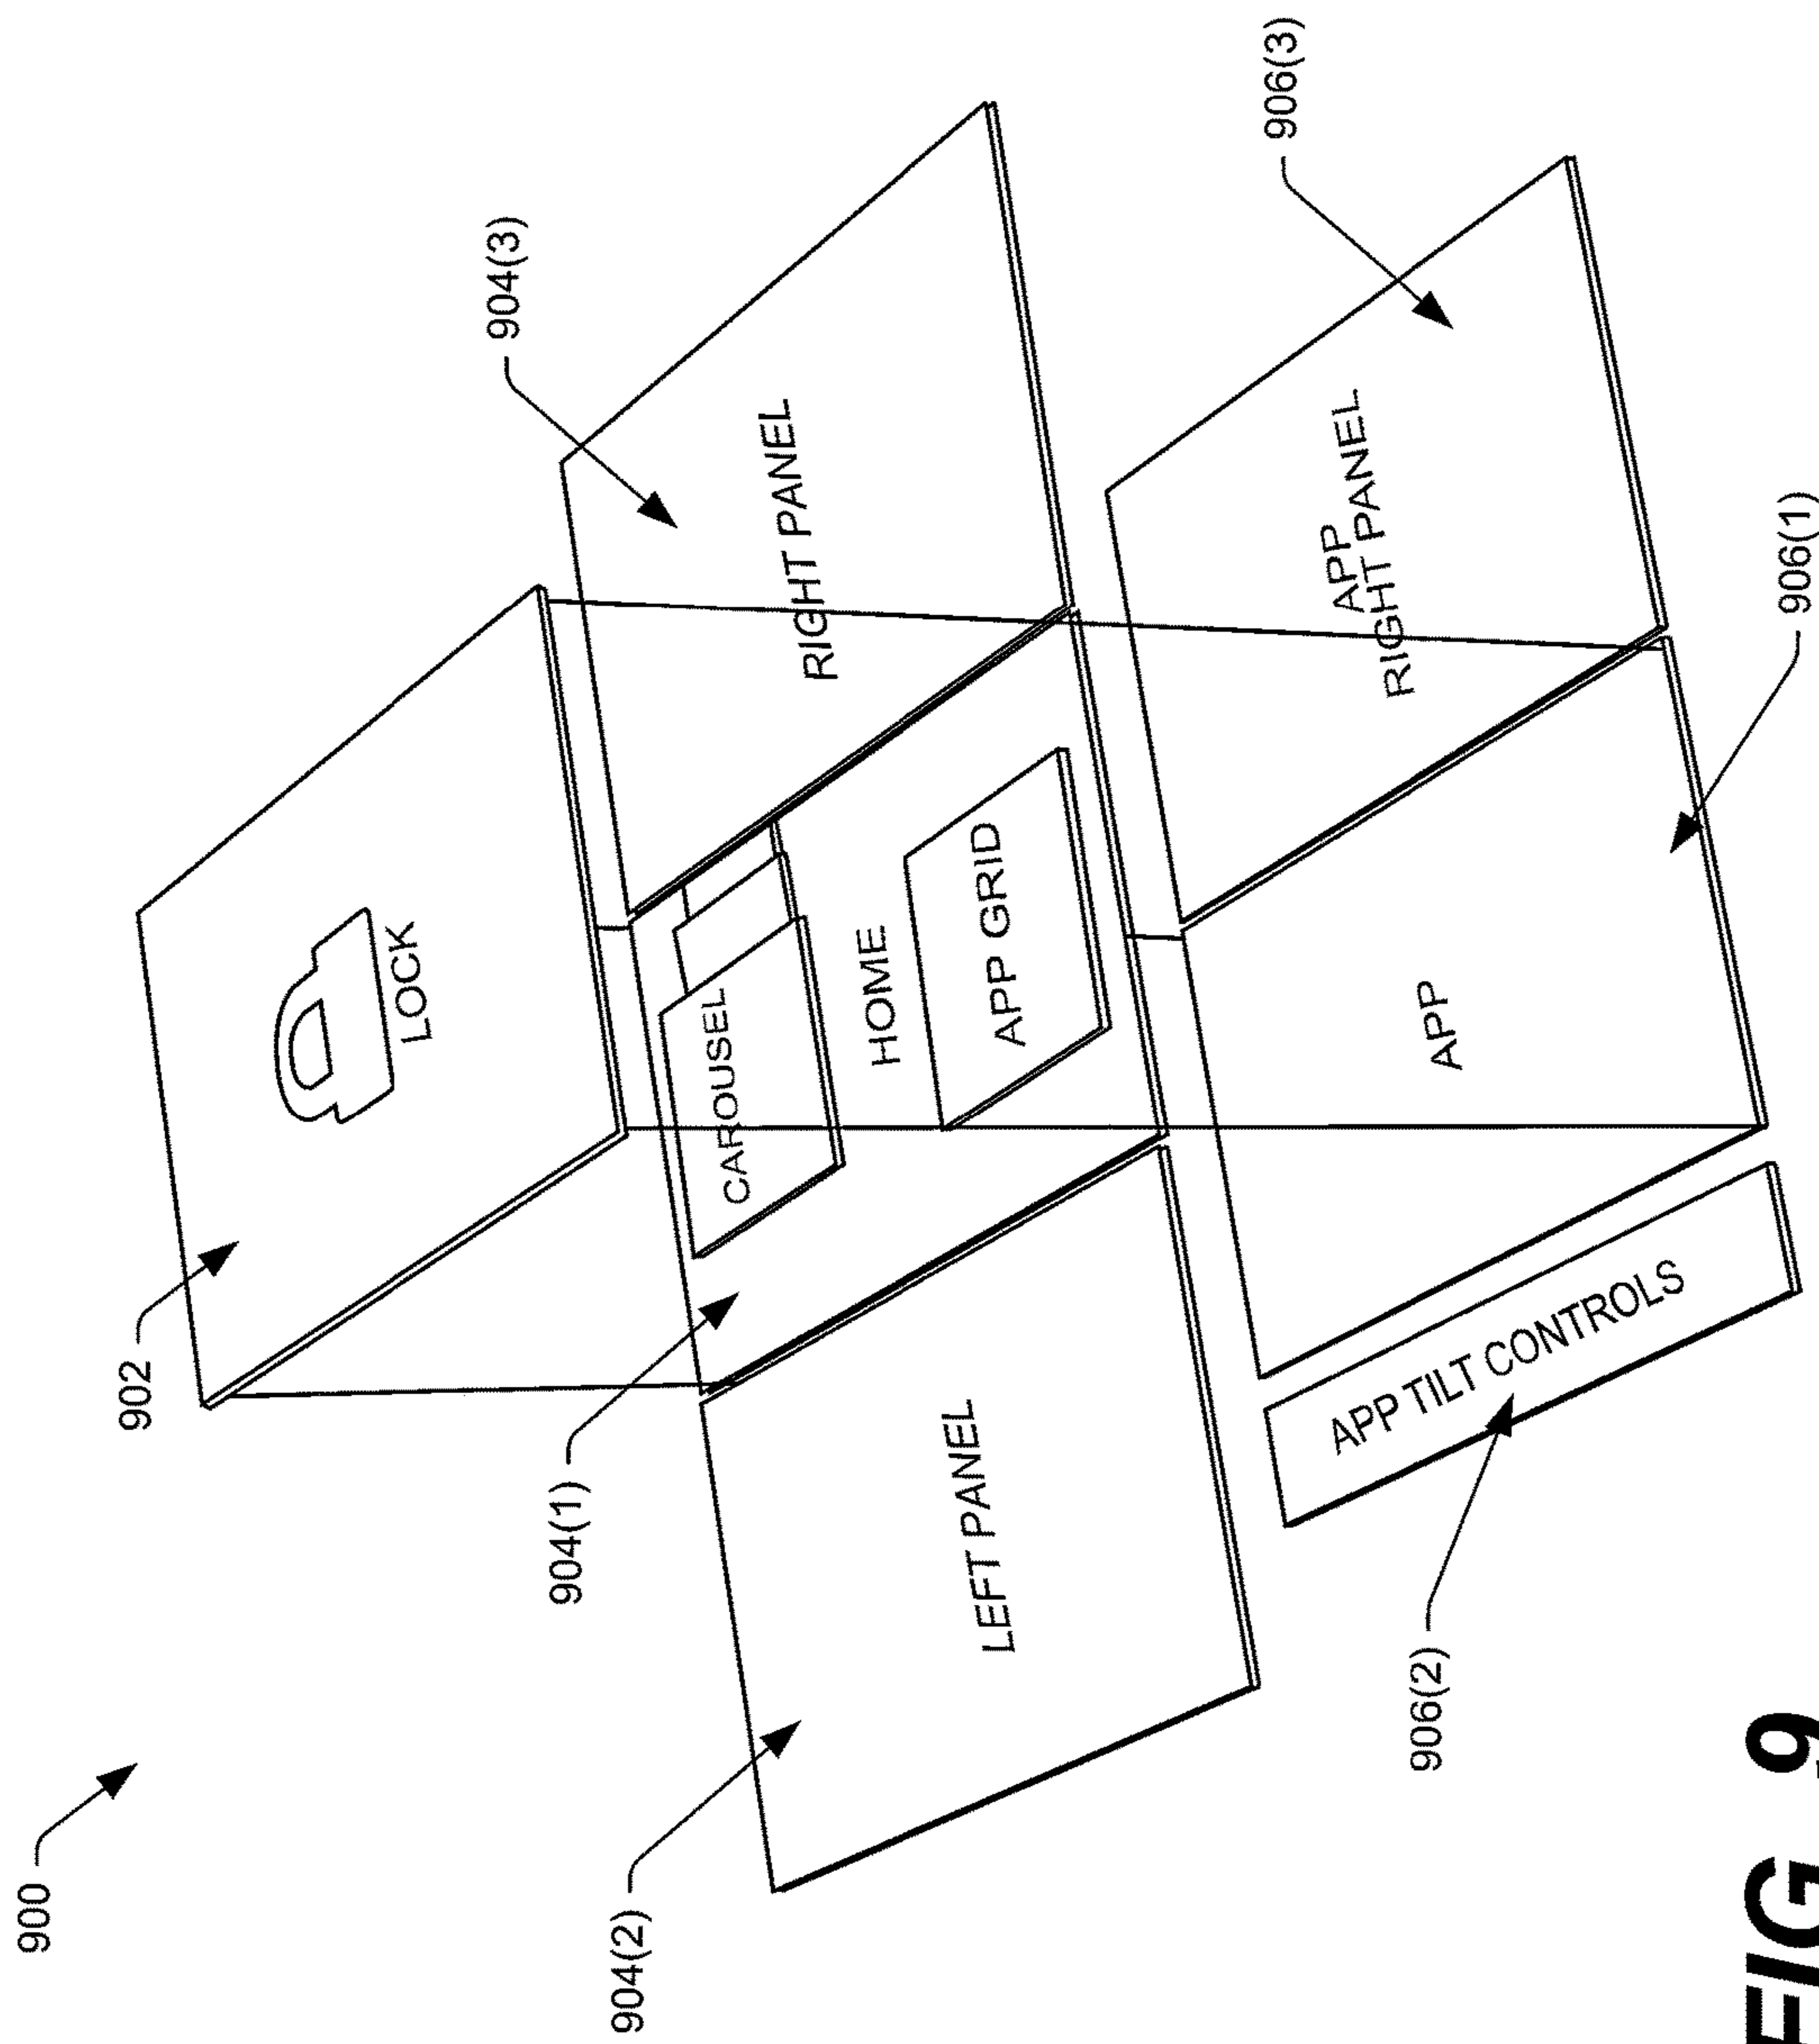 900
902
LOCK
904(1)
904(2)
904(3)
LEFT PANEL
CAROUSEL
HOME
APP GRID
RIGHT PANEL
906(2)
APP TILT CONTROLS
APP
906(1)
APP
RIGHT PANEL
906(3)
FIG. 9